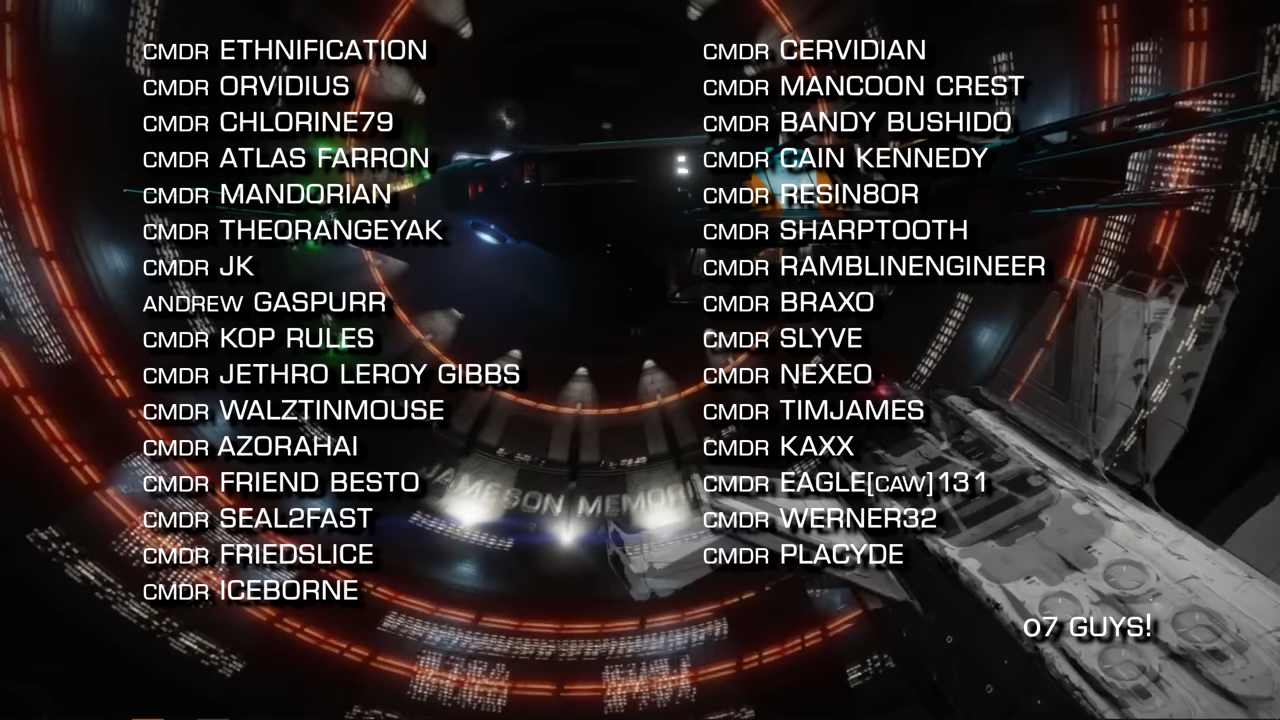 CMDR ETHNIFICATION
CMDR ORVIDIUS
CMDR CHLORINE79
CMDR ATLAS FARRON
CMDR MANDORIAN
CMDR THEORANGEYAK
CMDR JK
ANDREW GASPURR
CMDR KOP RULES
CMDR JETHRO LEROY GIBBS
CMDR WALZTINMOUSE
CMDR AZORAHAI
CMDR FRIEND BESTO
CMDR SEAL2FAST
CMDR FRIEDSLICE
CMDR ICEBORNE
CMDR CERVIDIAN
CMDR MANCOON CREST
CMDR BANDY BUSHIDO
CMDR CAIN KENNEDY
CMDR RESIN8OR
CMDR SHARPTOOTH
CMDR RAMBLINENGINEER
CMDR BRAXO
CMDR SLYVE
CMDR NEXEO
CMDR TIMJAMES
CMDR KAXX
CMDR EAGLE[CAW]131
CMDR WERNER32
CMDR PLACYDE
o7 GUYS!
JAMESON MEMORI